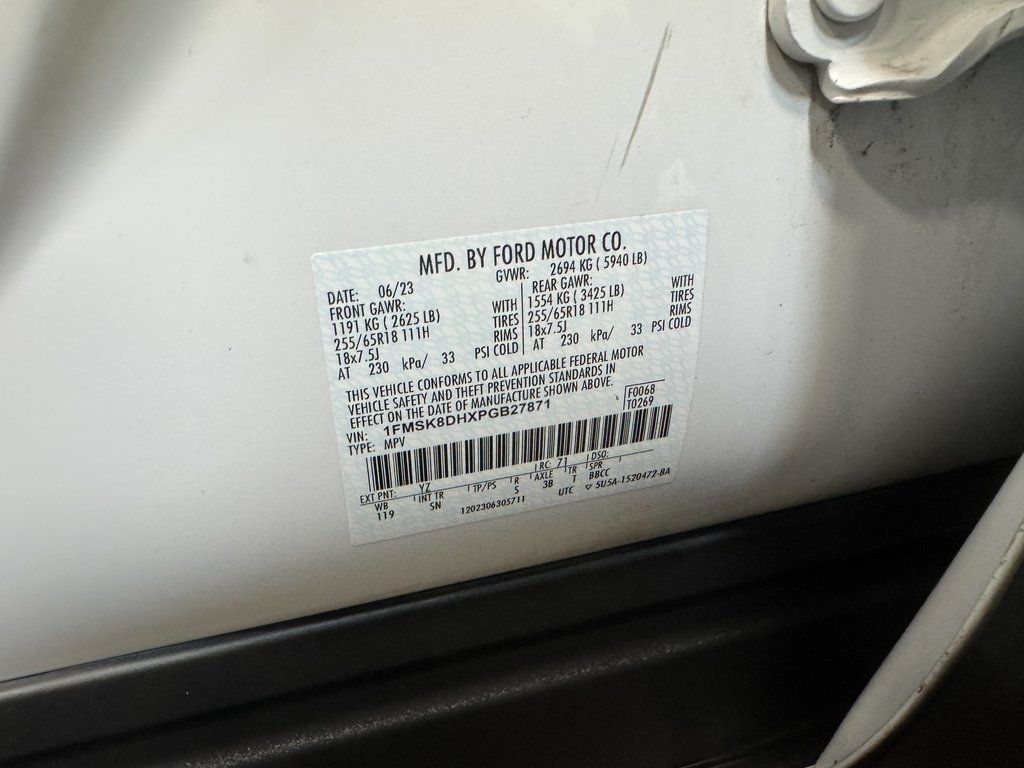 MFD. BY FORD MOTOR CO.
DATE: 06/23 GVWR: 2694 KG ( 5940 LB)
FRONT GAWR: REAR GAWR:
1191 KG ( 2625 LB) WITH 1554 KG ( 3425 LB) WITH
255/65R18 111H TIRES 255/65R18 111H TIRES
18x7.5J RIMS 18x7.5J RIMS
AT 230 kPa/ 33 PSI COLD AT 230 kPa/ 33 PSI COLD
THIS VEHICLE CONFORMS TO ALL APPLICABLE FEDERAL MOTOR
VEHICLE SAFETY AND THEFT PREVENTION STANDARDS IN
EFFECT ON THE DATE OF MANUFACTURE SHOWN ABOVE.
VIN: 1FMSK8DHXPGB27871 F0068
TYPE: MPV T0269
EXT PNT: YZ RC: 71 DSO:
WB INT TR TP/PS R AXLE TR SPR
119 SN S 3B T BBCC
1202306305711 UTC ▽ 5U5A-1520472-BA